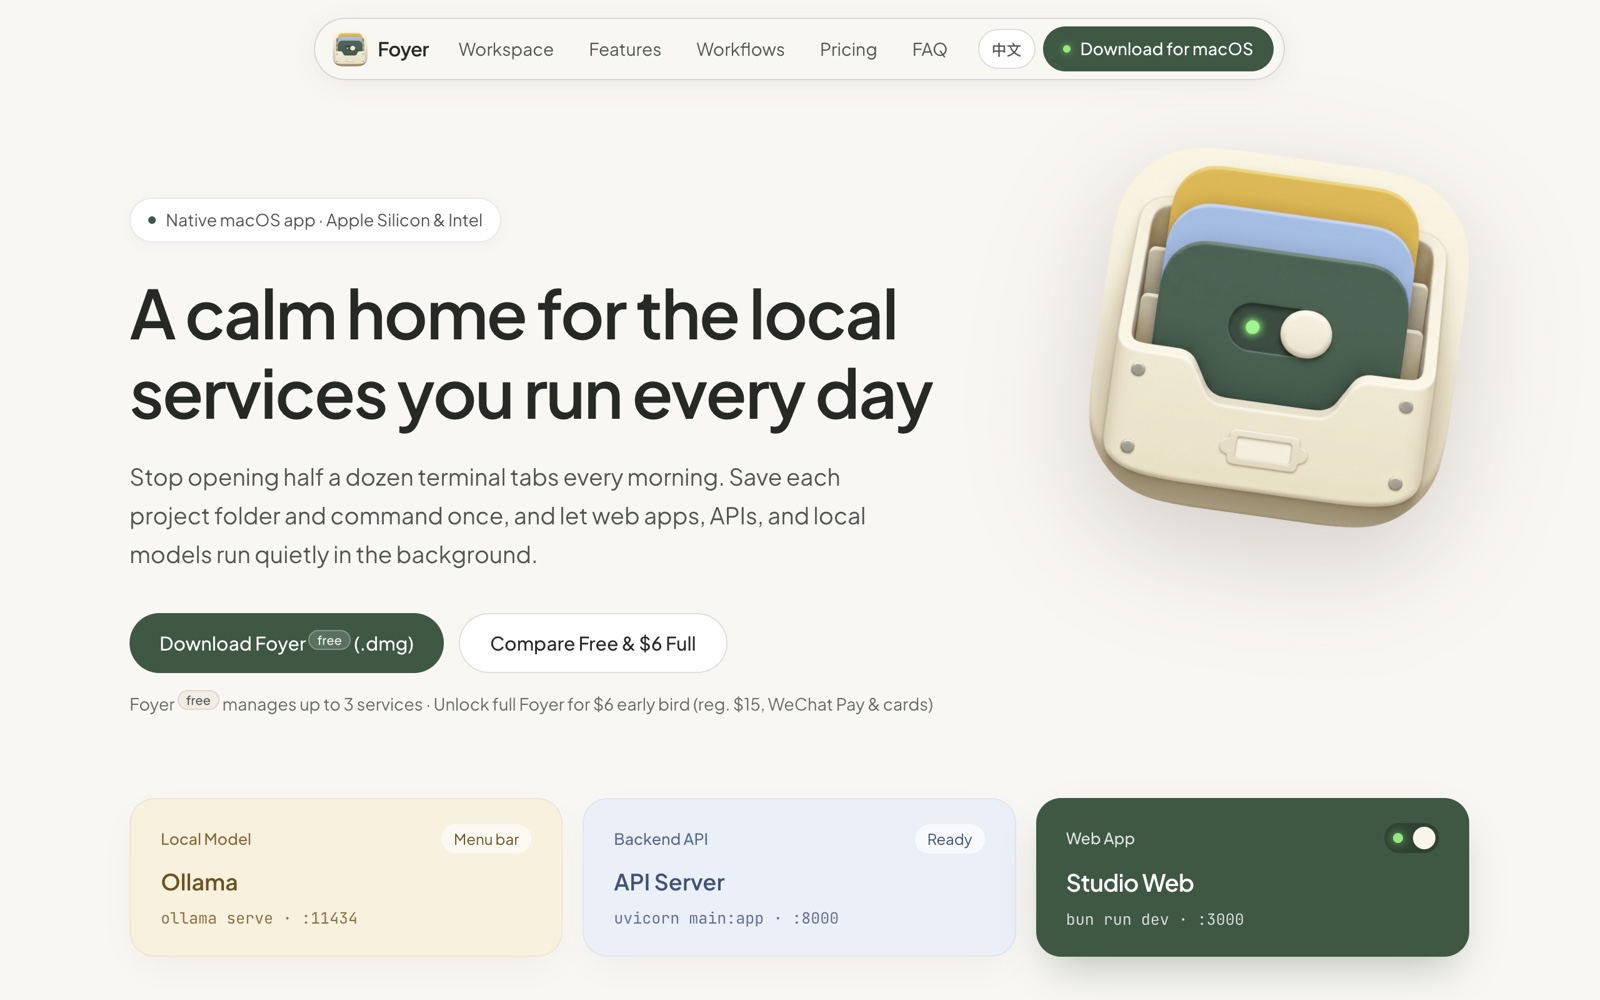 Foyer Workspace Features Workflows Pricing FAQ 中文 Download for macOS
Native macOS app · Apple Silicon & Intel
A calm home for the local
services you run every day
Stop opening half a dozen terminal tabs every morning. Save each
project folder and command once, and let web apps, APIs, and local
models run quietly in the background.
Download Foyer free (.dmg) Compare Free & $6 Full
Foyer free manages up to 3 services · Unlock full Foyer for $6 early bird (reg. $15, WeChat Pay & cards)
Local Model Menu bar
Ollama
ollama serve · :11434
Backend API Ready
API Server
uvicorn main:app · :8000
Web App
Studio Web
bun run dev · :3000